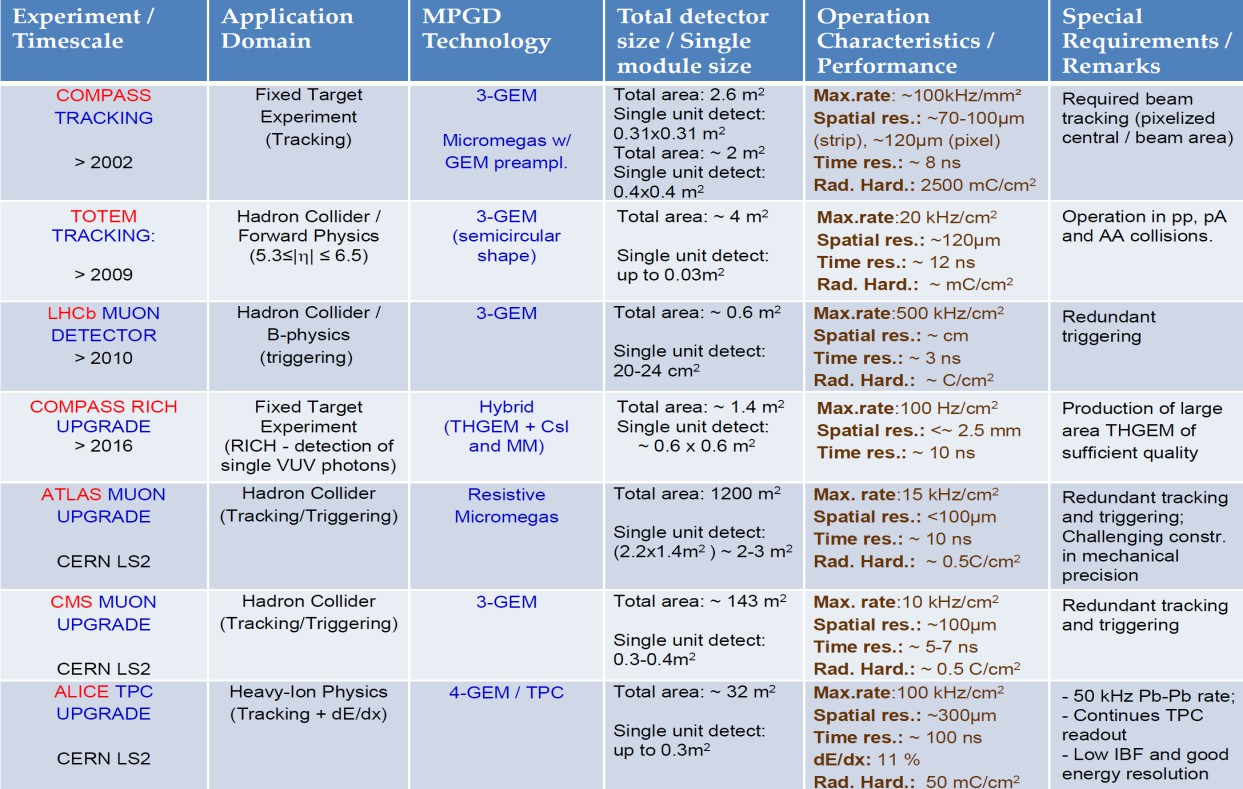 Experiment /
Timescale
Application
Domain
MPGD
Technology
Total detector
size / Single
module size
Operation
Characteristics /
Performance
Special
Requirements /
Remarks
COMPASS
TRACKING
> 2002
Fixed Target
Experiment
(Tracking)
3-GEM
Micromegas w/
GEM preampl.
Total area: 2.6 m²
Single unit detect:
0.31x0.31 m²
Total area: ~ 2 m²
Single unit detect:
0.4x0.4 m²
Max.rate: ~100kHz/mm²
Spatial res.: ~70-100µm
(strip), ~120µm (pixel)
Time res.: ~ 8 ns
Rad. Hard.: 2500 mC/cm²
Required beam
tracking (pixelized
central / beam area)
TOTEM
TRACKING:
> 2009
Hadron Collider /
Forward Physics
(5.3≤|η| ≤ 6.5)
3-GEM
(semicircular
shape)
Total area: ~ 4 m²
Single unit detect:
up to 0.03m²
Max.rate:20 kHz/cm²
Spatial res.: ~120µm
Time res.: ~ 12 ns
Rad. Hard.: ~ mC/cm²
Operation in pp, pA
and AA collisions.
LHCb MUON
DETECTOR
> 2010
Hadron Collider /
B-physics
(triggering)
3-GEM
Total area: ~ 0.6 m²
Single unit detect:
20-24 cm²
Max.rate:500 kHz/cm²
Spatial res.: ~ cm
Time res.: ~ 3 ns
Rad. Hard.: ~ C/cm²
Redundant
triggering
COMPASS RICH
UPGRADE
> 2016
Fixed Target
Experiment
(RICH - detection of
single VUV photons)
Hybrid
(THGEM + CsI
and MM)
Total area: ~ 1.4 m²
Single unit detect:
~ 0.6 x 0.6 m²
Max.rate:100 Hz/cm²
Spatial res.: <~ 2.5 mm
Time res.: ~ 10 ns
Production of large
area THGEM of
sufficient quality
ATLAS MUON
UPGRADE
CERN LS2
Hadron Collider
(Tracking/Triggering)
Resistive
Micromegas
Total area: 1200 m²
Single unit detect:
(2.2x1.4m² ) ~ 2-3 m²
Max. rate:15 kHz/cm²
Spatial res.: <100µm
Time res.: ~ 10 ns
Rad. Hard.: ~ 0.5C/cm²
Redundant tracking
and triggering;
Challenging constr.
in mechanical
precision
CMS MUON
UPGRADE
CERN LS2
Hadron Collider
(Tracking/Triggering)
3-GEM
Total area: ~ 143 m²
Single unit detect:
0.3-0.4m²
Max. rate:10 kHz/cm²
Spatial res.: ~100µm
Time res.: ~ 5-7 ns
Rad. Hard.: ~ 0.5 C/cm²
Redundant tracking
and triggering
ALICE TPC
UPGRADE
CERN LS2
Heavy-Ion Physics
(Tracking + dE/dx)
4-GEM / TPC
Total area: ~ 32 m²
Single unit detect:
up to 0.3m²
Max.rate:100 kHz/cm²
Spatial res.: ~300µm
Time res.: ~ 100 ns
dE/dx: 11 %
Rad. Hard.: 50 mC/cm²
- 50 kHz Pb-Pb rate;
- Continues TPC
readout
- Low IBF and good
energy resolution